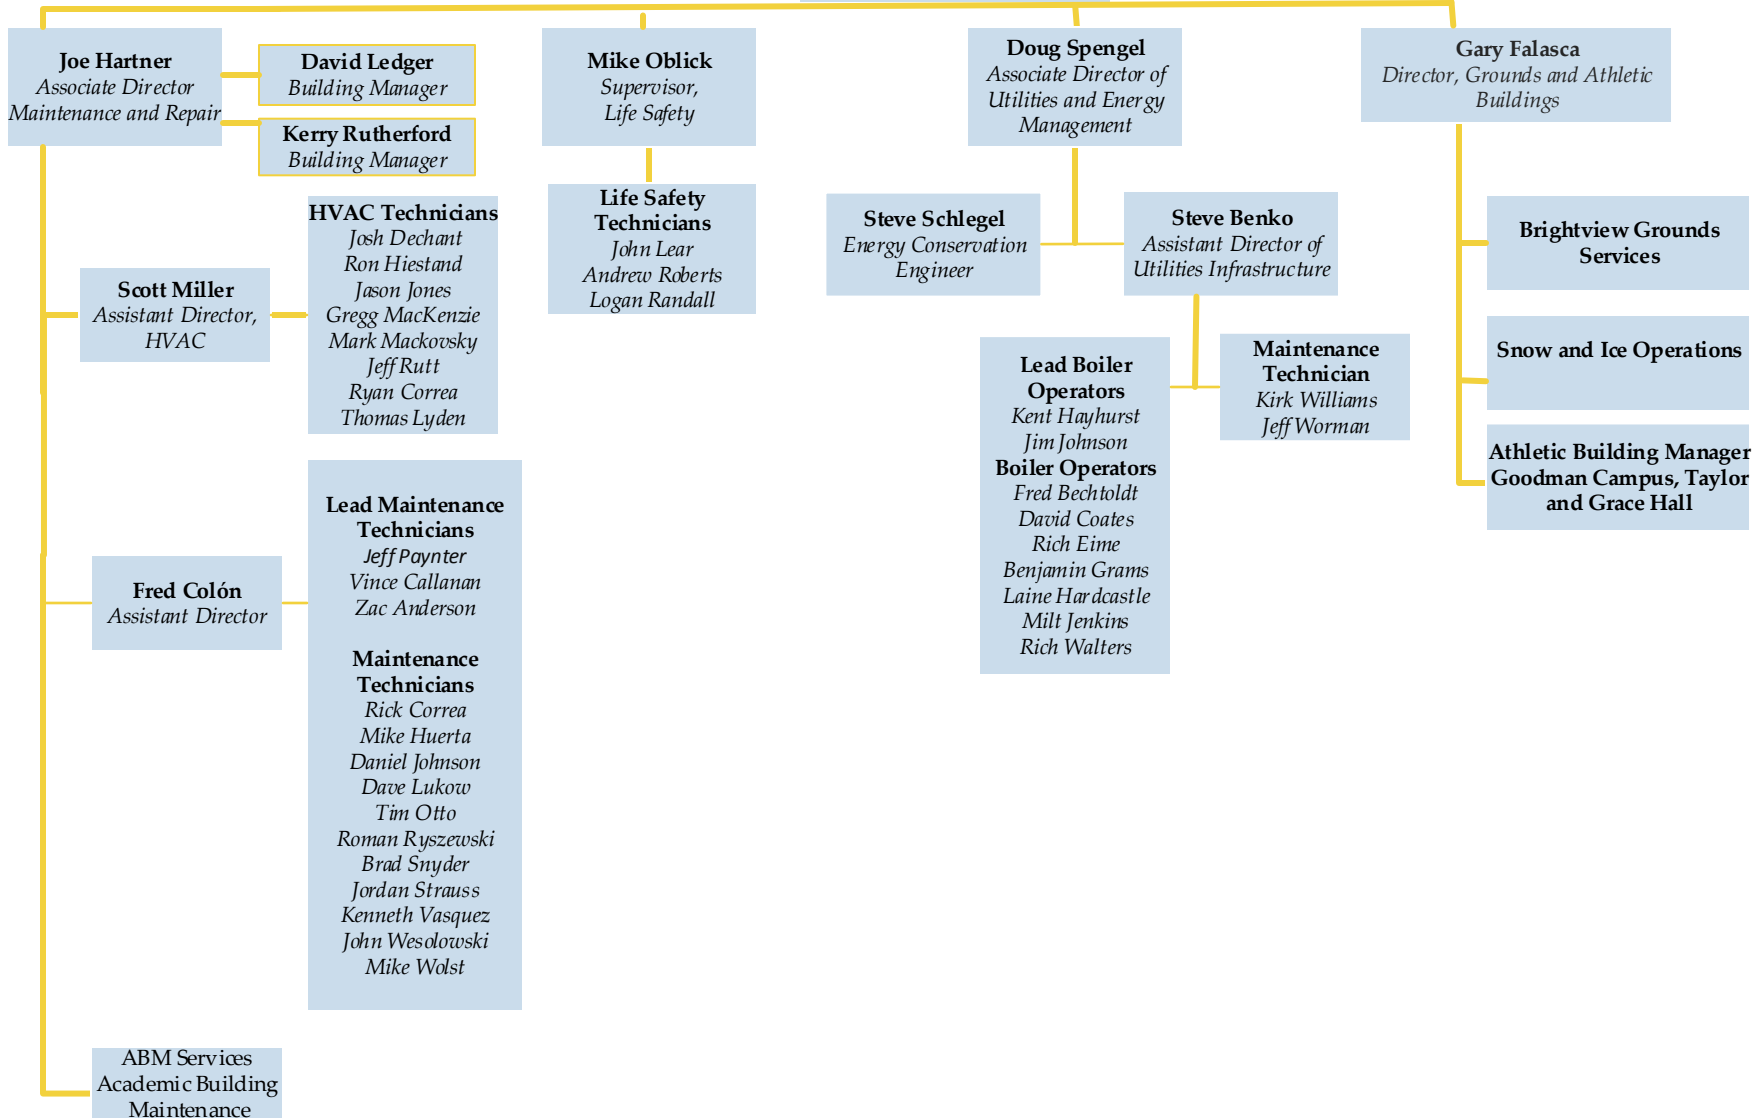 Joe Hartner
Associate Director
Maintenance and Repair
David Ledger
Building Manager
Kerry Rutherford
Building Manager
Scott Miller
Assistant Director,
HVAC
HVAC Technicians
Josh Dechant
Ron Hiestand
Jason Jones
Gregg MacKenzie
Mark Mackovsky
Jeff Rutt
Ryan Correa
Thomas Lyden
Fred Colón
Assistant Director
Lead Maintenance
Technicians
Jeff Paynter
Vince Callanan
Zac Anderson
Maintenance
Technicians
Rick Correa
Mike Huerta
Daniel Johnson
Dave Lukow
Tim Otto
Roman Ryszewski
Brad Snyder
Jordan Strauss
Kenneth Vasquez
John Wesolowski
Mike Wolst
ABM Services
Academic Building
Maintenance
Mike Oblick
Supervisor,
Life Safety
Life Safety
Technicians
John Lear
Andrew Roberts
Logan Randall
Doug Spengel
Associate Director of
Utilities and Energy
Management
Steve Schlegel
Energy Conservation
Engineer
Steve Benko
Assistant Director of
Utilities Infrastructure
Lead Boiler
Operators
Kent Hayhurst
Jim Johnson
Boiler Operators
Fred Bechtoldt
David Coates
Rich Eime
Benjamin Grams
Laine Hardcastle
Milt Jenkins
Rich Walters
Maintenance
Technician
Kirk Williams
Jeff Worman
Gary Falasca
Director, Grounds and Athletic
Buildings
Brightview Grounds
Services
Snow and Ice Operations
Athletic Building Manager
Goodman Campus, Taylor
and Grace Hall